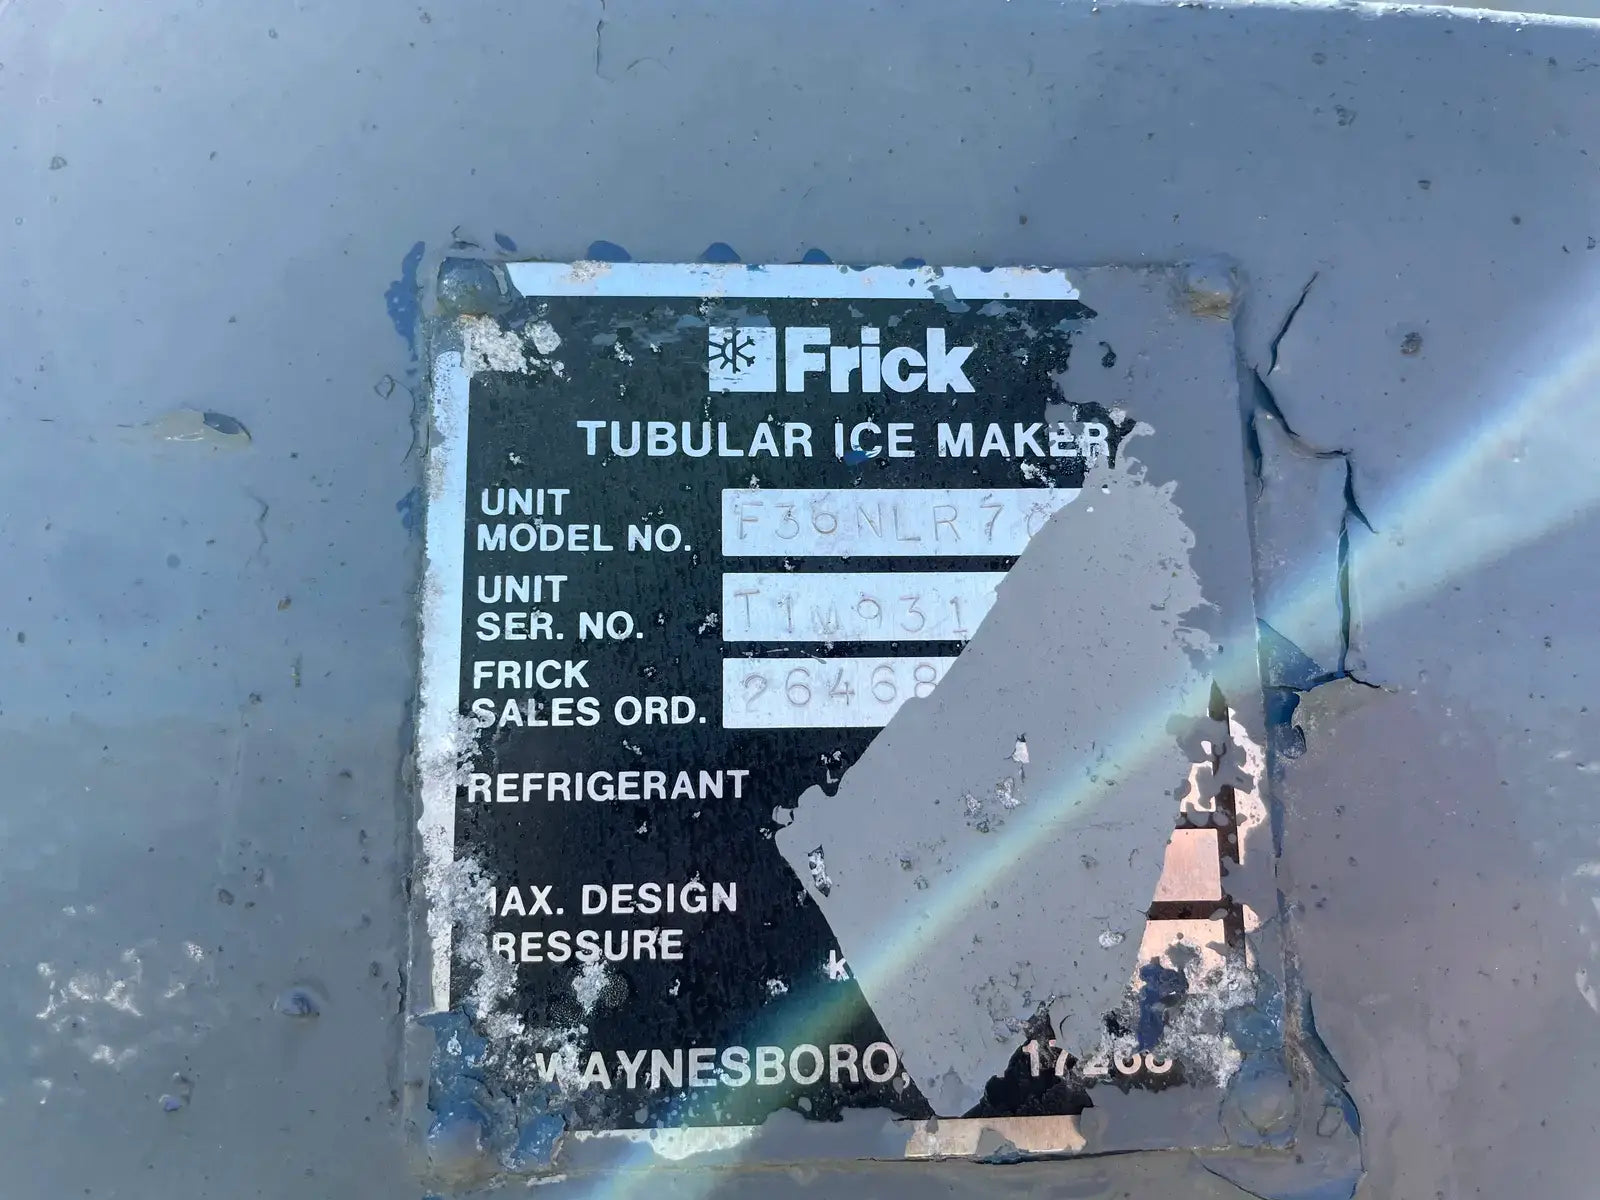 Frick
TUBULAR ICE MAKER
UNIT
MODEL NO. F36NLR7
UNIT
SER. NO. T1M931
FRICK
SALES ORD. 26468
REFRIGERANT
MAX. DESIGN
PRESSURE
WAYNESBORO, 17268